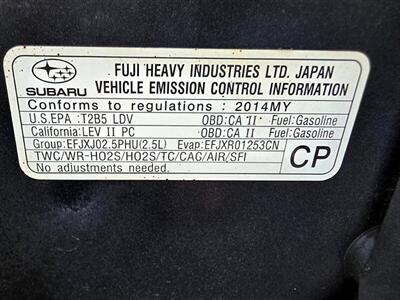 FUJI HEAVY INDUSTRIES LTD. JAPAN
SUBARU VEHICLE EMISSION CONTROL INFORMATION
Conforms to regulations : 2014MY
U.S.EPA :T2B5 LDV OBD:CA II Fuel:Gasoline
California:LEV II PC OBD:CA II Fuel:Gasoline
Group:EFJXJ02.5PHU(2.5L) Evap:EFJXR01253CN
TWC/WR-HO2S/HO2S/TC/CAC/AIR/SFI CP
No adjustments needed.